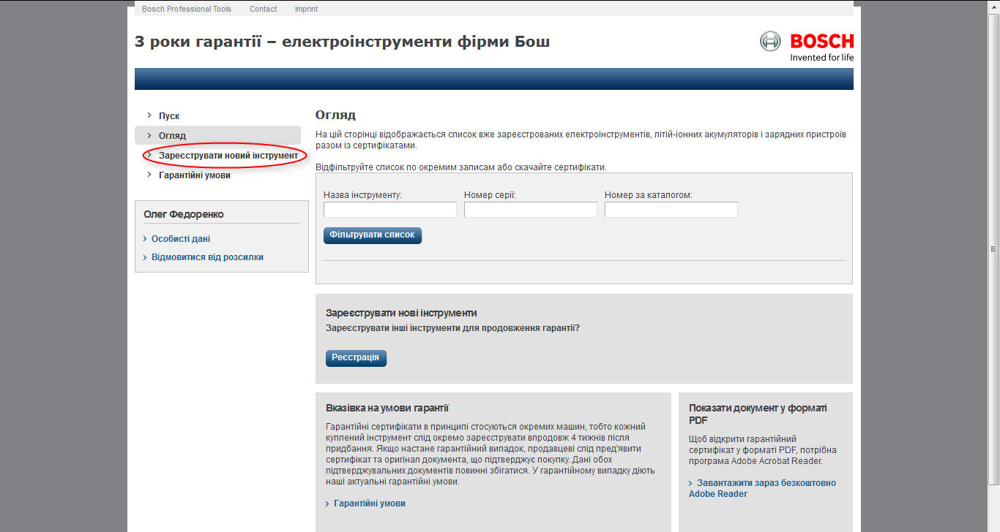 Bosch Professional Tools Contact Imprint
3 роки гарантії – електроінструменти фірми Бош
BOSCH
Invented for life
Пуск
Огляд
Зареєструвати новий інструмент
Гарантійні умови
Олег Федоренко
Особисті дані
Відмовитися від розсилки
Огляд
На цій сторінці відображається список вже зареєстрованих електроінструментів, літій-іонних акумуляторів і зарядних пристроїв
разом із сертифікатами.
Відфільтруйте список по окремим записам або скачайте сертифікати.
Назва інструменту: Номер серії: Номер за каталогом:
Фільтрувати список
Зареєструвати нові інструменти
Зареєструвати інші інструменти для продовження гарантії?
Реєстрація
Вказівка на умови гарантії
Гарантійні сертифікати в принципі стосуються окремих машин, тобто кожний
куплений інструмент слід окремо зареєструвати впродовж 4 тижнів після
придбання. Якщо настане гарантійний випадок, продавцеві слід пред'явити
сертифікат та оригінал документа, що підтверджує покупку. Дані обох
підтверджувальних документів повинні збігатися. У гарантійному випадку діють
наші актуальні гарантійні умови.
Гарантійні умови
Показати документ у форматі
PDF
Щоб відкрити гарантійний
сертифікат у форматі PDF, потрібна
програма Adobe Acrobat Reader.
Завантажити зараз безкоштовно
Adobe Reader